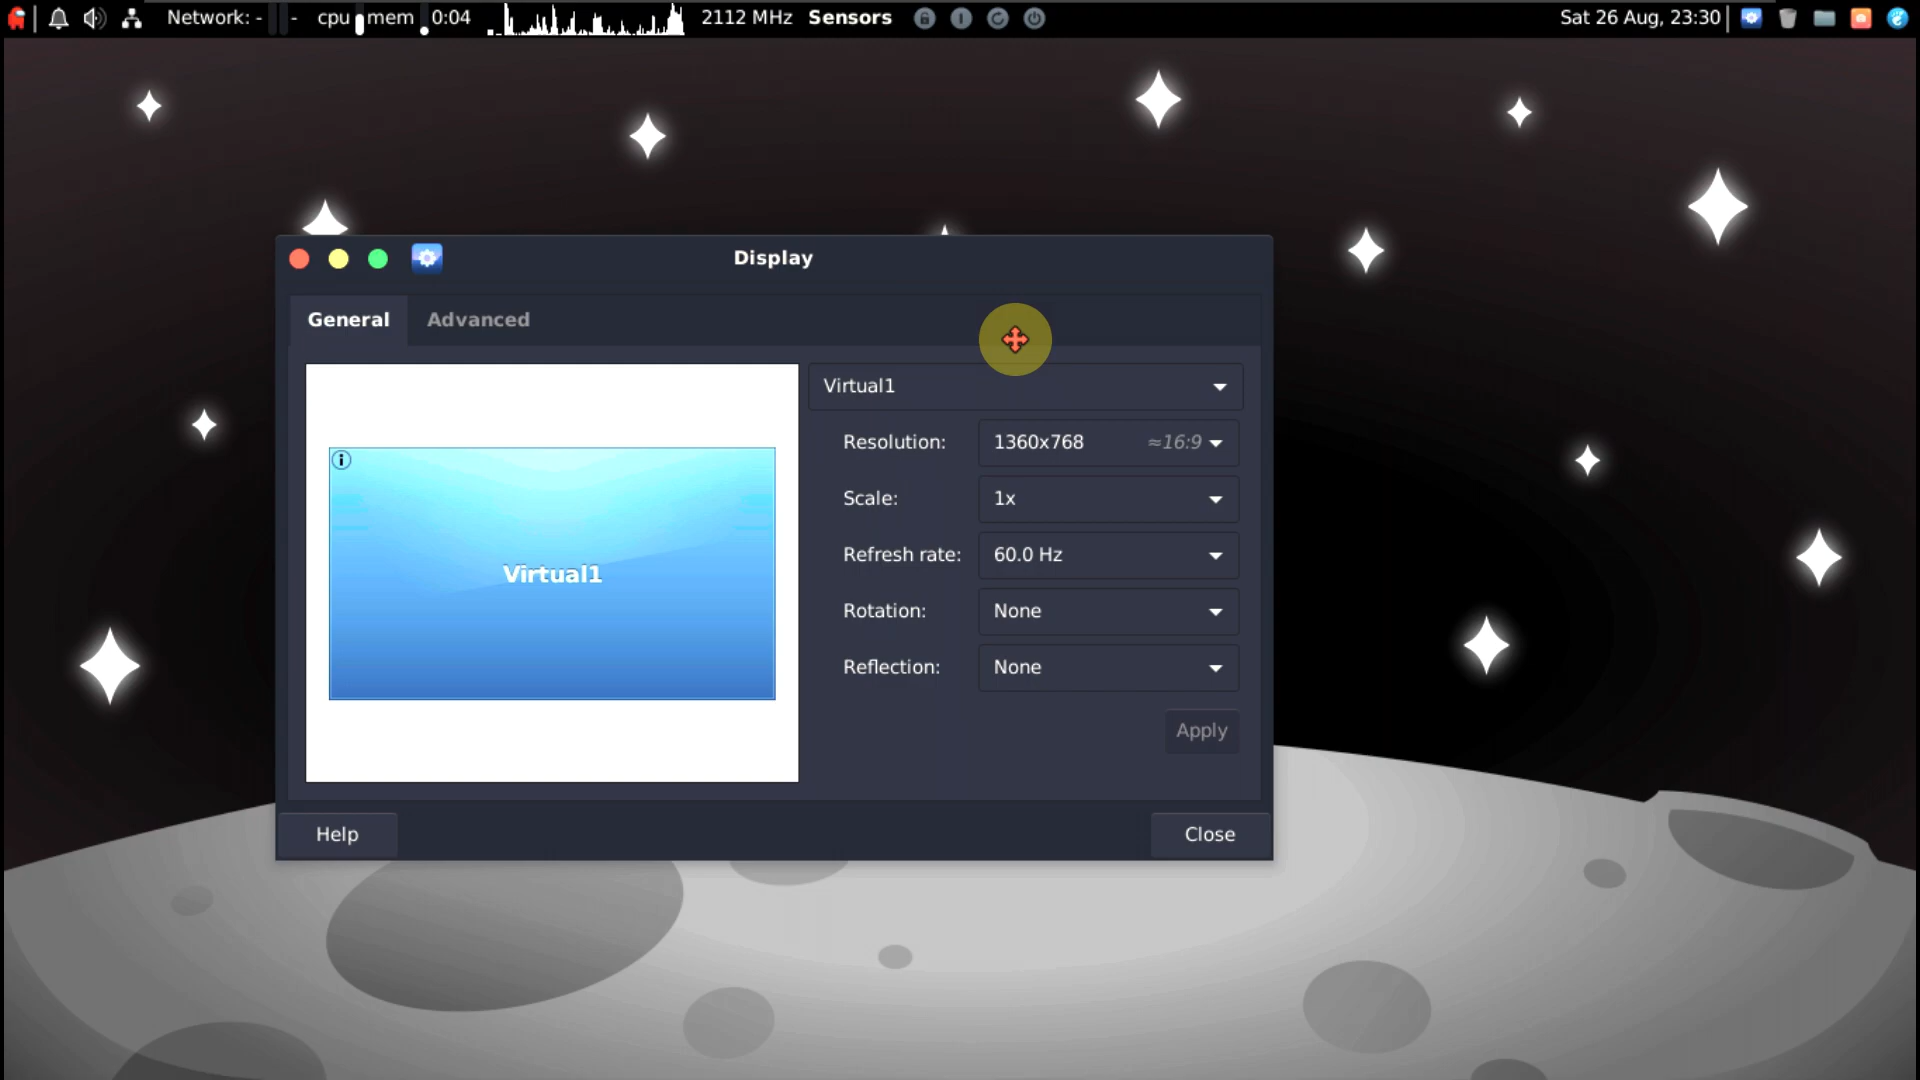 Network: - - cpu mem 0:04 2112 MHz Sensors Sat 26 Aug, 23:30
Display
General Advanced
Virtual1
Resolution: 1360x768 ≈16:9
Scale: 1x
Refresh rate: 60.0 Hz
Virtual1
Rotation: None
Reflection: None
Apply
Help Close